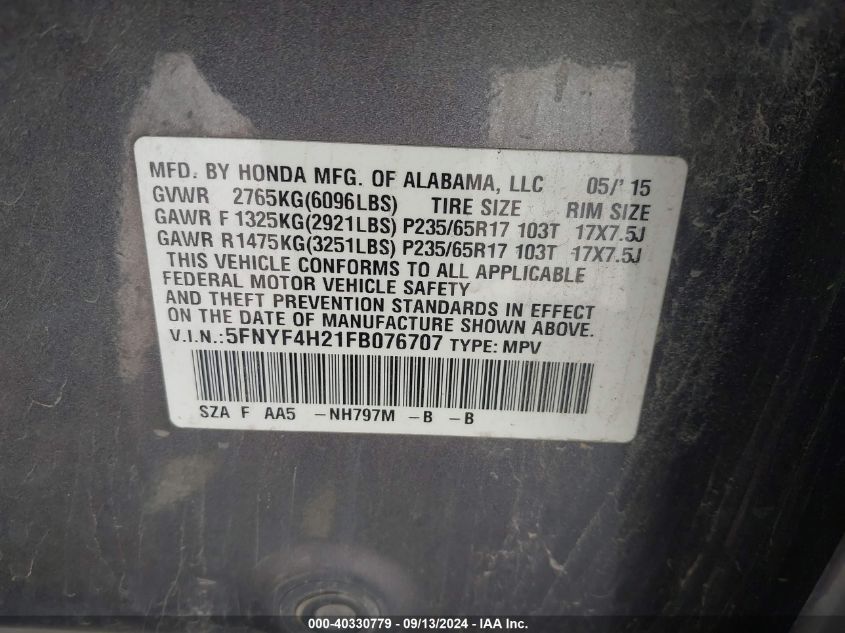 MFD. BY HONDA MFG. OF ALABAMA, LLC 05/'15
GVWR 2765KG(6096LBS) TIRE SIZE RIM SIZE
GAWR F 1325KG(2921LBS) P235/65R17 103T 17X7.5J
GAWR R1475KG(3251LBS) P235/65R17 103T 17X7.5J
THIS VEHICLE CONFORMS TO ALL APPLICABLE
FEDERAL MOTOR VEHICLE SAFETY
AND THEFT PREVENTION STANDARDS IN EFFECT
ON THE DATE OF MANUFACTURE SHOWN ABOVE.
V.I.N.:5FNYF4H21FB076707 TYPE: MPV
SZA F AA5 -NH797M -B -B
000-40330779 - 09/13/2024 - IAA Inc.